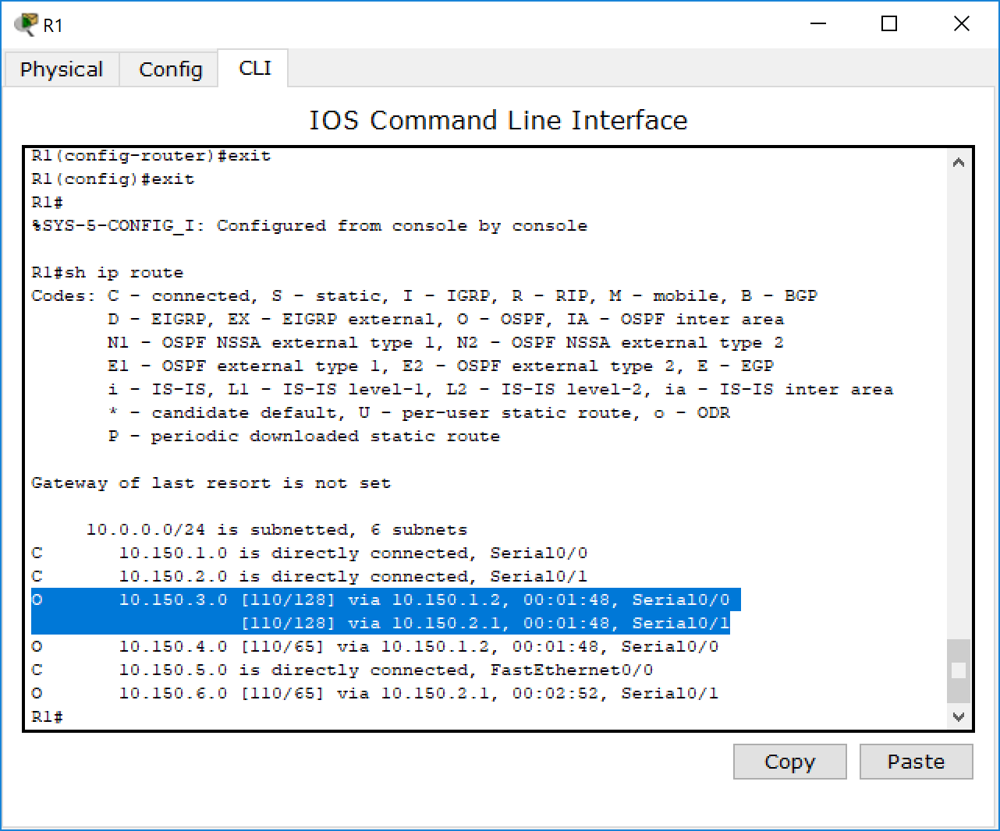 R1
Physical
Config
CLI
IOS Command Line Interface
R1(config-router)#exit
R1(config)#exit
R1#
%SYS-5-CONFIG_I: Configured from console by console
R1#sh ip route
Codes: C - connected, S - static, I - IGRP, R - RIP, M - mobile, B - BGP
       D - EIGRP, EX - EIGRP external, O - OSPF, IA - OSPF inter area
       N1 - OSPF NSSA external type 1, N2 - OSPF NSSA external type 2
       E1 - OSPF external type 1, E2 - OSPF external type 2, E - EGP
       i - IS-IS, L1 - IS-IS level-1, L2 - IS-IS level-2, ia - IS-IS inter area
       * - candidate default, U - per-user static route, o - ODR
       P - periodic downloaded static route
Gateway of last resort is not set
     10.0.0.0/24 is subnetted, 6 subnets
C       10.150.1.0 is directly connected, Serial0/0
C       10.150.2.0 is directly connected, Serial0/1
O       10.150.3.0 [110/128] via 10.150.1.2, 00:01:48, Serial0/0
                   [110/128] via 10.150.2.1, 00:01:48, Serial0/1
O       10.150.4.0 [110/65] via 10.150.1.2, 00:01:48, Serial0/0
C       10.150.5.0 is directly connected, FastEthernet0/0
O       10.150.6.0 [110/65] via 10.150.2.1, 00:02:52, Serial0/1
R1#
Copy
Paste